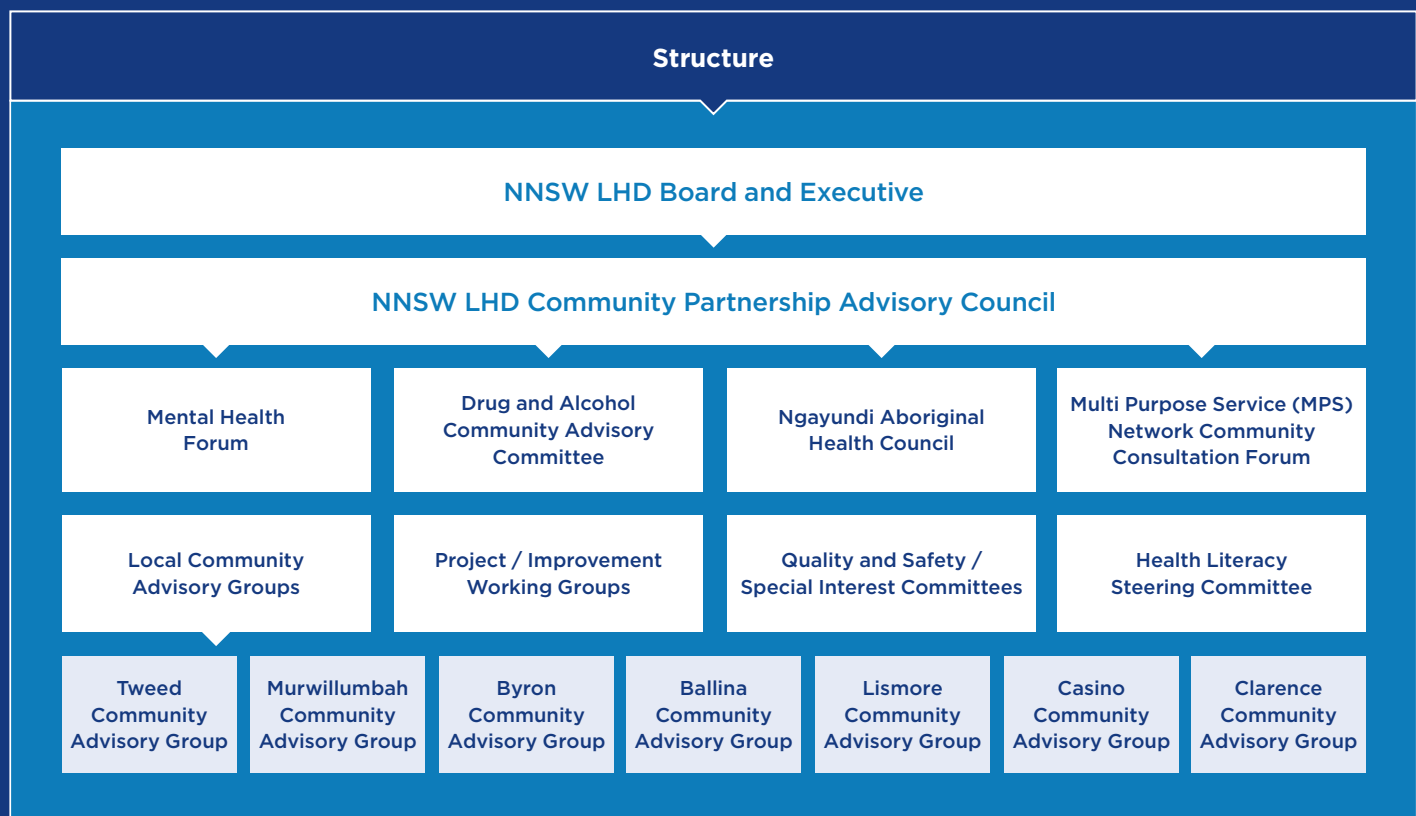 Structure
NNSW LHD Board and Executive
NNSW LHD Community Partnership Advisory Council
Mental Health
Forum
Drug and Alcohol
Community Advisory
Committee
Ngayundi Aboriginal
Health Council
Multi Purpose Service (MPS)
Network Community
Consultation Forum
Local Community
Advisory Groups
Project / Improvement
Working Groups
Quality and Safety /
Special Interest Committees
Health Literacy
Steering Committee
Tweed
Community
Advisory Group
Murwillumbah
Community
Advisory Group
Byron
Community
Advisory Group
Ballina
Community
Advisory Group
Lismore
Community
Advisory Group
Casino
Community
Advisory Group
Clarence
Community
Advisory Group